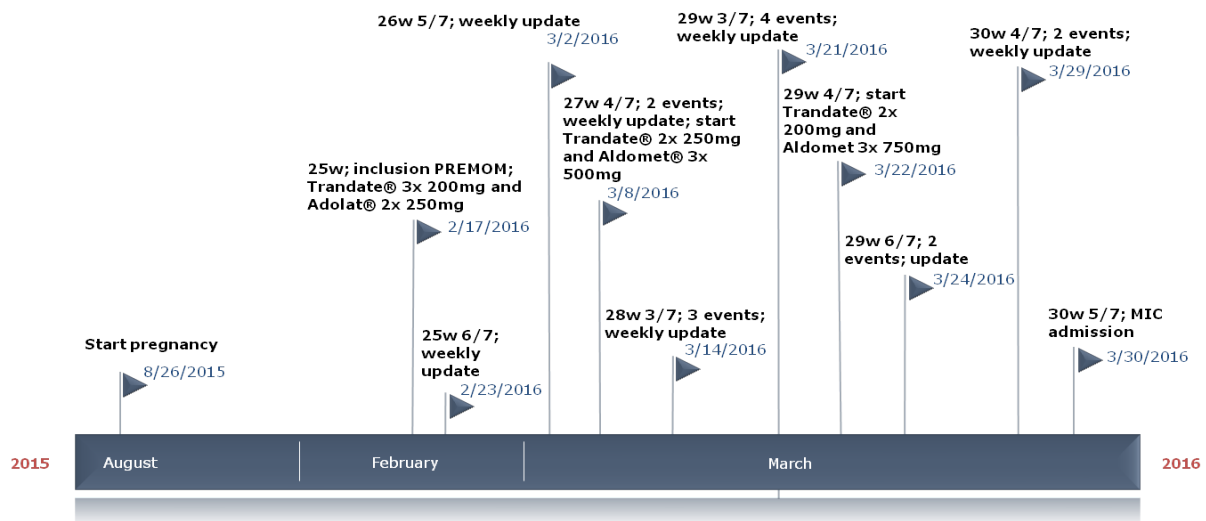 26w 5/7; weekly update
3/2/2016
29w 3/7; 4 events;
weekly update
3/21/2016
30w 4/7; 2 events;
weekly update
3/29/2016
27w 4/7; 2 events;
weekly update; start
Trandate® 2x 250mg
and Aldomet® 3x
500mg
3/8/2016
29w 4/7; start
Trandate® 2x
200mg and
Aldomet 3x 750mg
3/22/2016
25w; inclusion PREMOM;
Trandate® 3x 200mg and
Adolat® 2x 250mg
2/17/2016
29w 6/7; 2
events; update
3/24/2016
Start pregnancy
8/26/2015
25w 6/7;
weekly
update
2/23/2016
28w 3/7; 3 events;
weekly update
3/14/2016
30w 5/7; MIC
admission
3/30/2016
2015
August
February
March
2016